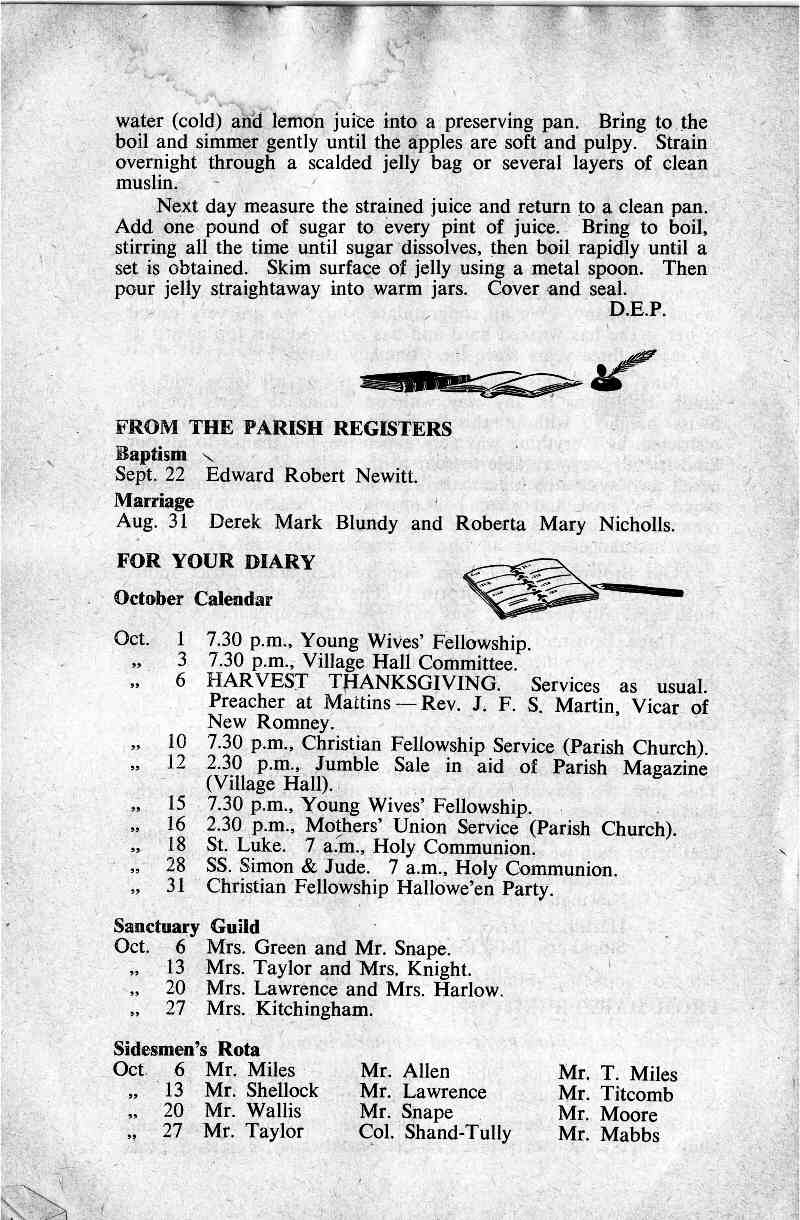 water (cold) and lemon juice into a preserving pan. Bring to the
boil and simmer gently until the apples are soft and pulpy. Strain
overnight through a scalded jelly bag or several layers of clean
muslin.
Next day measure the strained juice and return to a clean pan.
Add one pound of sugar to every pint of juice. Bring to boil,
stirring all the time until sugar dissolves, then boil rapidly until a
set is obtained. Skim surface of jelly using a metal spoon. Then
pour jelly straightaway into warm jars. Cover and seal.
D.E.P.
FROM THE PARISH REGISTERS
Baptism
Sept. 22 Edward Robert Newitt.
Marriage
Aug. 31 Derek Mark Blundy and Roberta Mary Nicholls.
FOR YOUR DIARY
October Calendar
Oct. 1 7.30 p.m., Young Wives' Fellowship.
„ 3 7.30 p.m., Village Hall Committee.
„ 6 HARVEST THANKSGIVING. Services as usual.
Preacher at Mattins — Rev. J. F. S. Martin, Vicar of
New Romney.
„ 10 7.30 p.m., Christian Fellowship Service (Parish Church).
„ 12 2.30 p.m., Jumble Sale in aid of Parish Magazine
(Village Hall).
„ 15 7.30 p.m., Young Wives' Fellowship.
„ 16 2.30 p.m., Mothers' Union Service (Parish Church).
„ 18 St. Luke. 7 a.m., Holy Communion.
„ 28 SS. Simon & Jude. 7 a.m., Holy Communion.
„ 31 Christian Fellowship Hallowe'en Party.
Sanctuary Guild
Oct. 6 Mrs. Green and Mr. Snape.
„ 13 Mrs. Taylor and Mrs. Knight.
„ 20 Mrs. Lawrence and Mrs. Harlow.
„ 27 Mrs. Kitchingham.
Sidesmen's Rota
Oct. 6 Mr. Miles Mr. Allen Mr. T. Miles
„ 13 Mr. Shellock Mr. Lawrence Mr. Titcomb
„ 20 Mr. Wallis Mr. Snape Mr. Moore
„ 27 Mr. Taylor Col. Shand-Tully Mr. Mabbs